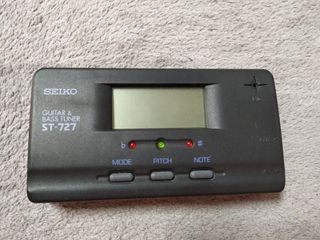 SEIKO
GUITAR &
BASS TUNER
ST-727
♭ ♯
MODE PITCH NOTE